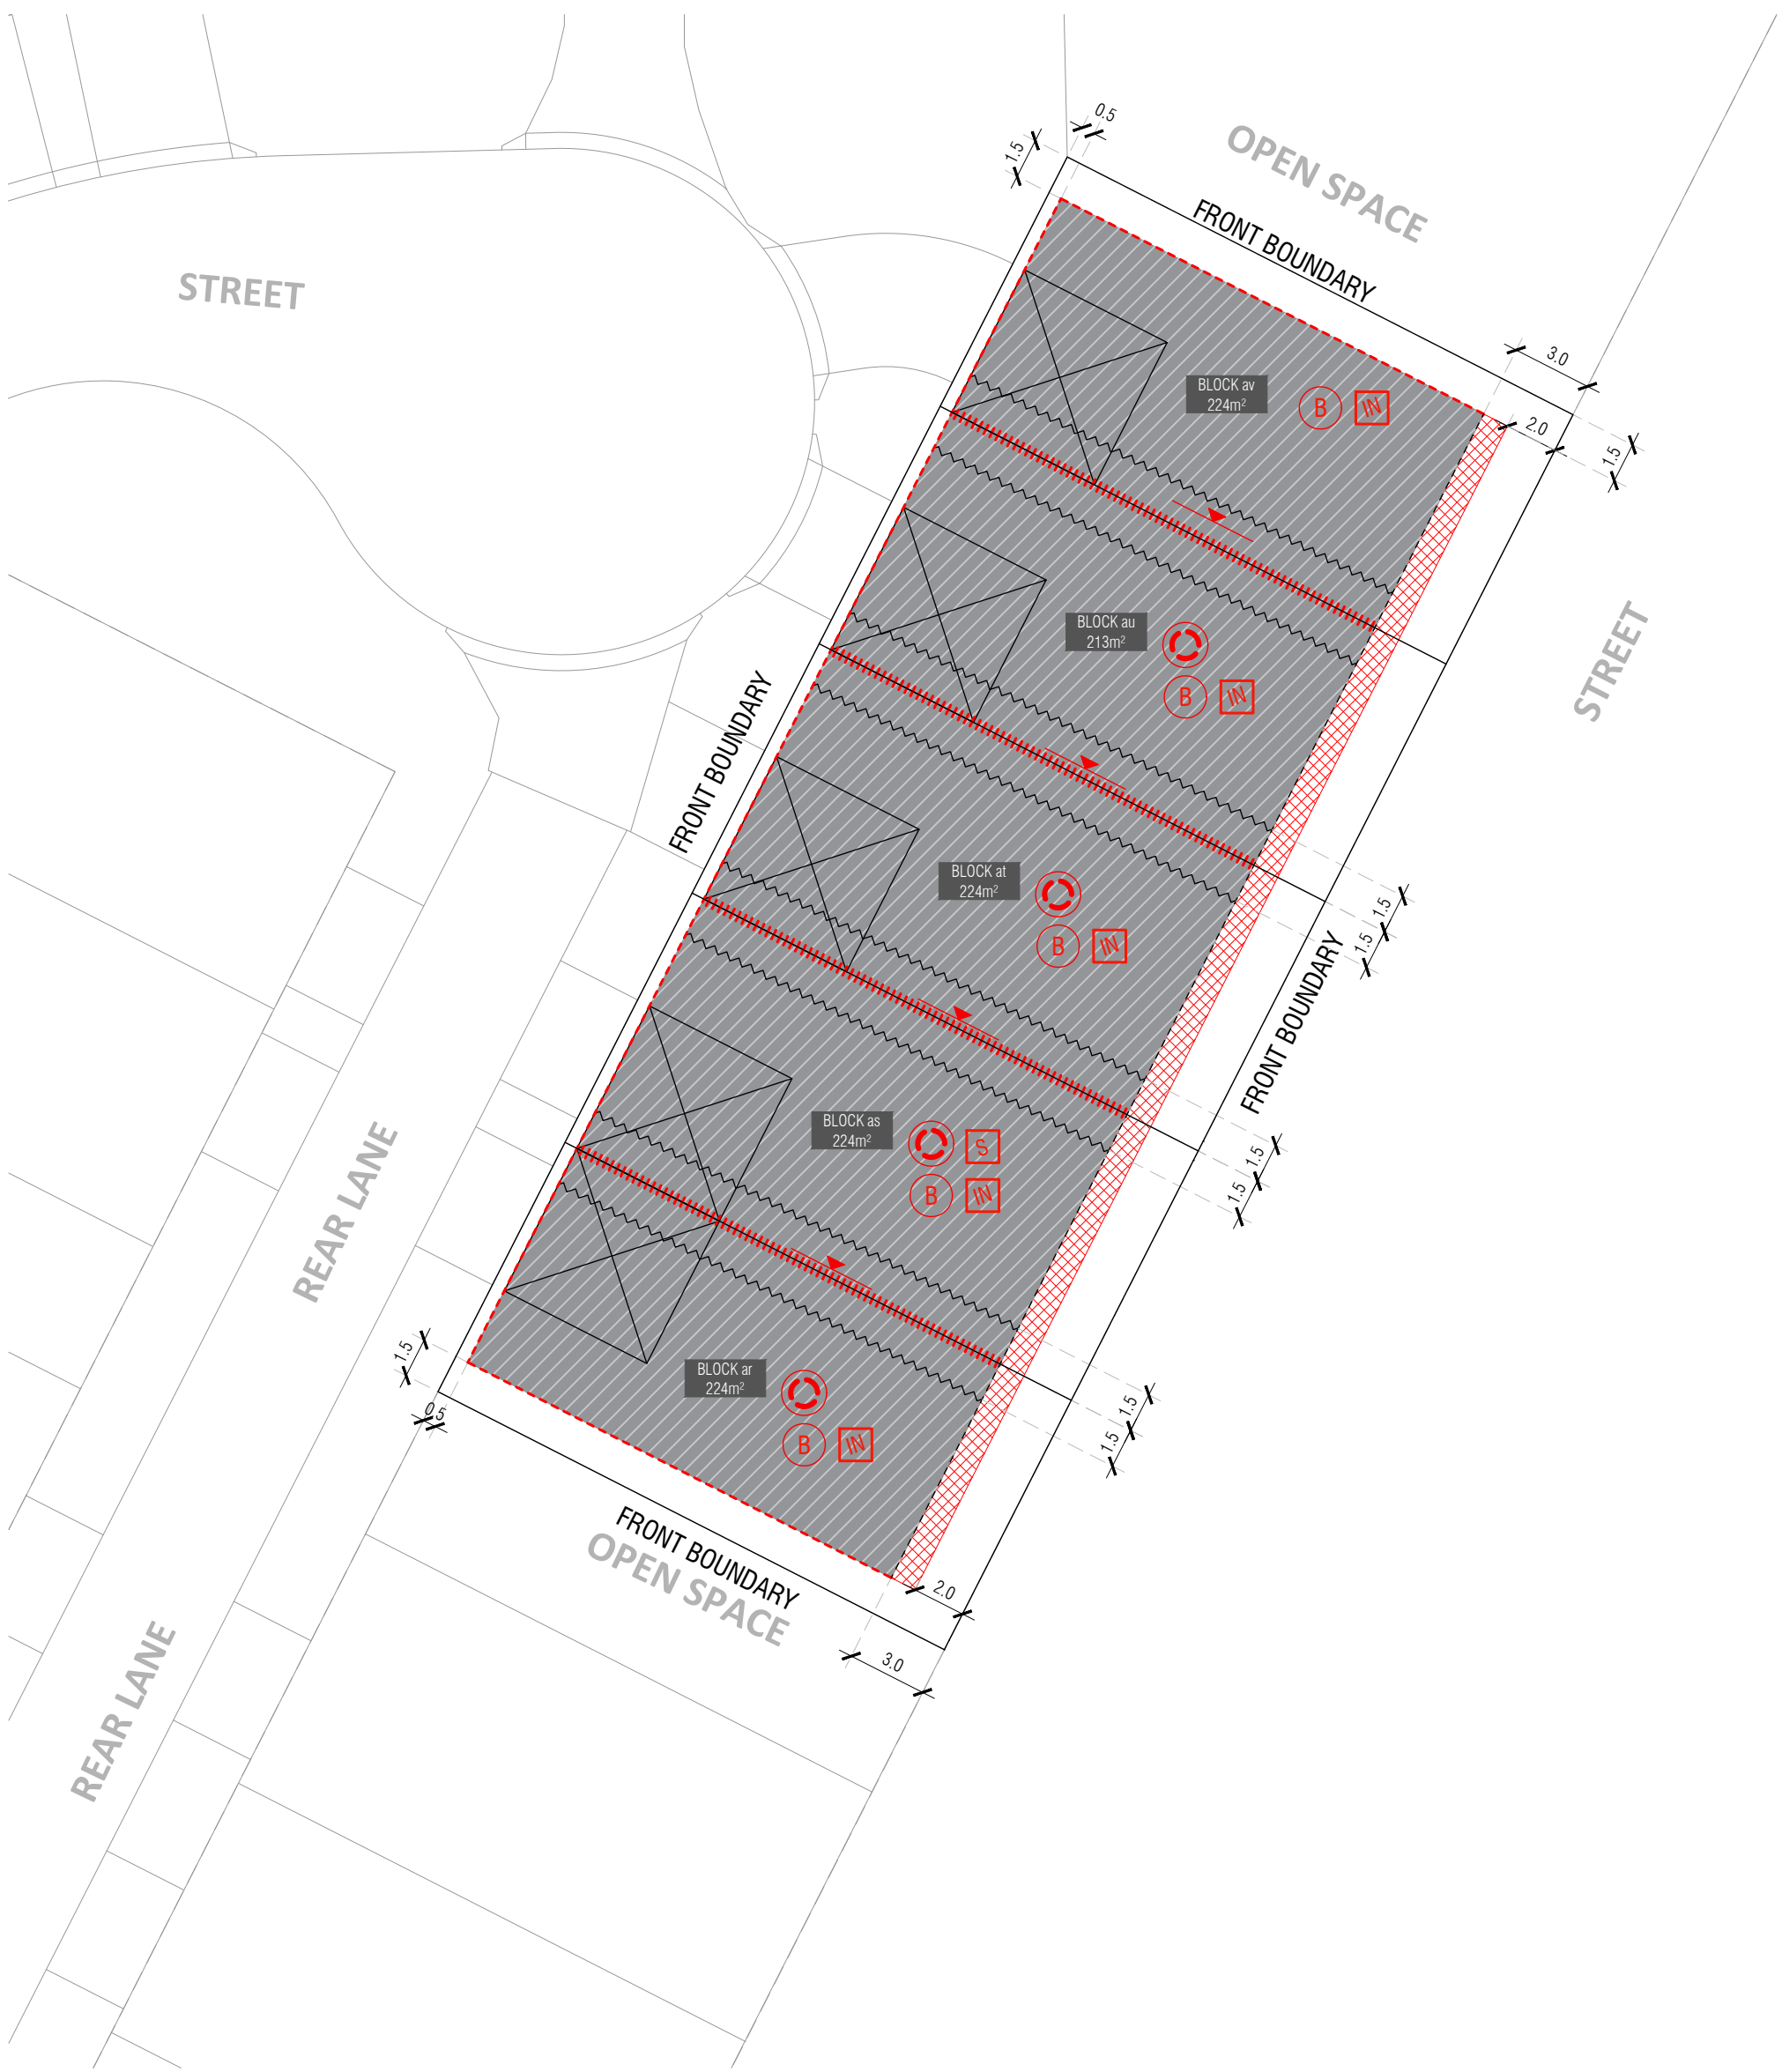 0.5
1.5
OPEN SPACE
FRONT BOUNDARY
STREET
3.0
BLOCK av
224m²
B
IN
2.0
1.5
BLOCK au
213m²
B
IN
STREET
FRONT BOUNDARY
BLOCK at
224m²
B
IN
1.5
1.5
FRONT BOUNDARY
BLOCK as
224m²
S
B
IN
1.5
1.5
REAR LANE
1.5
0.5
BLOCK ar
224m²
B
IN
1.5
1.5
FRONT BOUNDARY
OPEN SPACE
2.0
3.0
REAR LANE